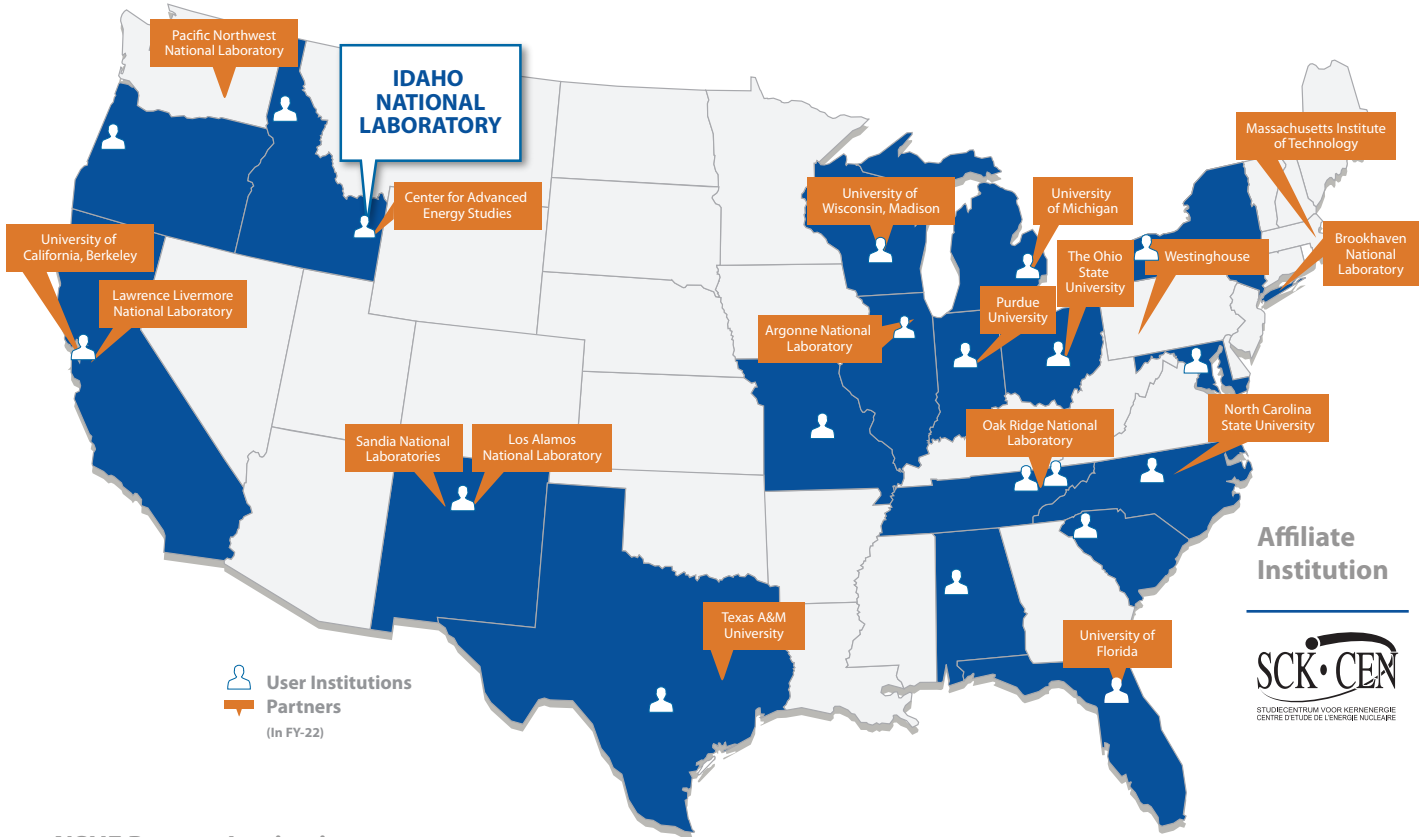 Pacific Northwest
National Laboratory
IDAHO
NATIONAL
LABORATORY
Massachusetts Institute
of Technology
Center for Advanced
Energy Studies
University of
Wisconsin, Madison
University
of Michigan
University of
California, Berkeley
The Ohio
State
University
Westinghouse
Brookhaven
National
Laboratory
Lawrence Livermore
National Laboratory
Purdue
University
Argonne National
Laboratory
North Carolina
State University
Oak Ridge National
Laboratory
Sandia National
Laboratories
Los Alamos
National Laboratory
Affiliate
Institution
Texas A&M
University
University of
Florida
SCK•CEN
STUDIECENTRUM VOOR KERNENERGIE
CENTRE D'ETUDE DE L'ENERGIE NUCLEAIRE
User Institutions
Partners
(In FY-22)